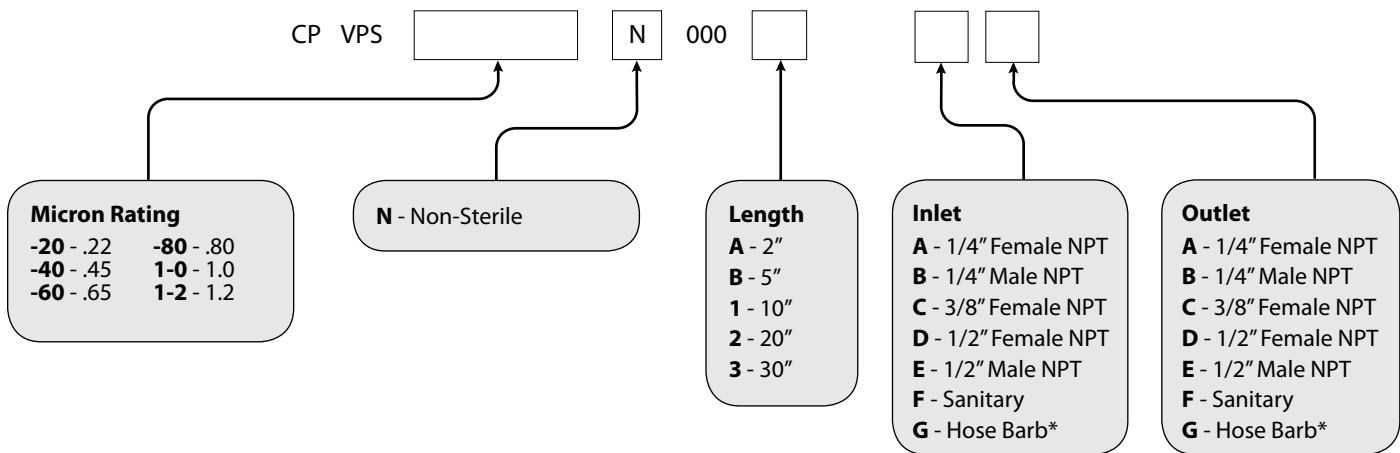 CP VPS N 000
Micron Rating
-20 - .22 -80 - .80
-40 - .45 1-0 - 1.0
-60 - .65 1-2 - 1.2
N - Non-Sterile
Length
A - 2”
B - 5”
1 - 10”
2 - 20”
3 - 30”
Inlet
A - 1/4” Female NPT
B - 1/4” Male NPT
C - 3/8” Female NPT
D - 1/2” Female NPT
E - 1/2” Male NPT
F - Sanitary
G - Hose Barb*
Outlet
A - 1/4” Female NPT
B - 1/4” Male NPT
C - 3/8” Female NPT
D - 1/2” Female NPT
E - 1/2” Male NPT
F - Sanitary
G - Hose Barb*